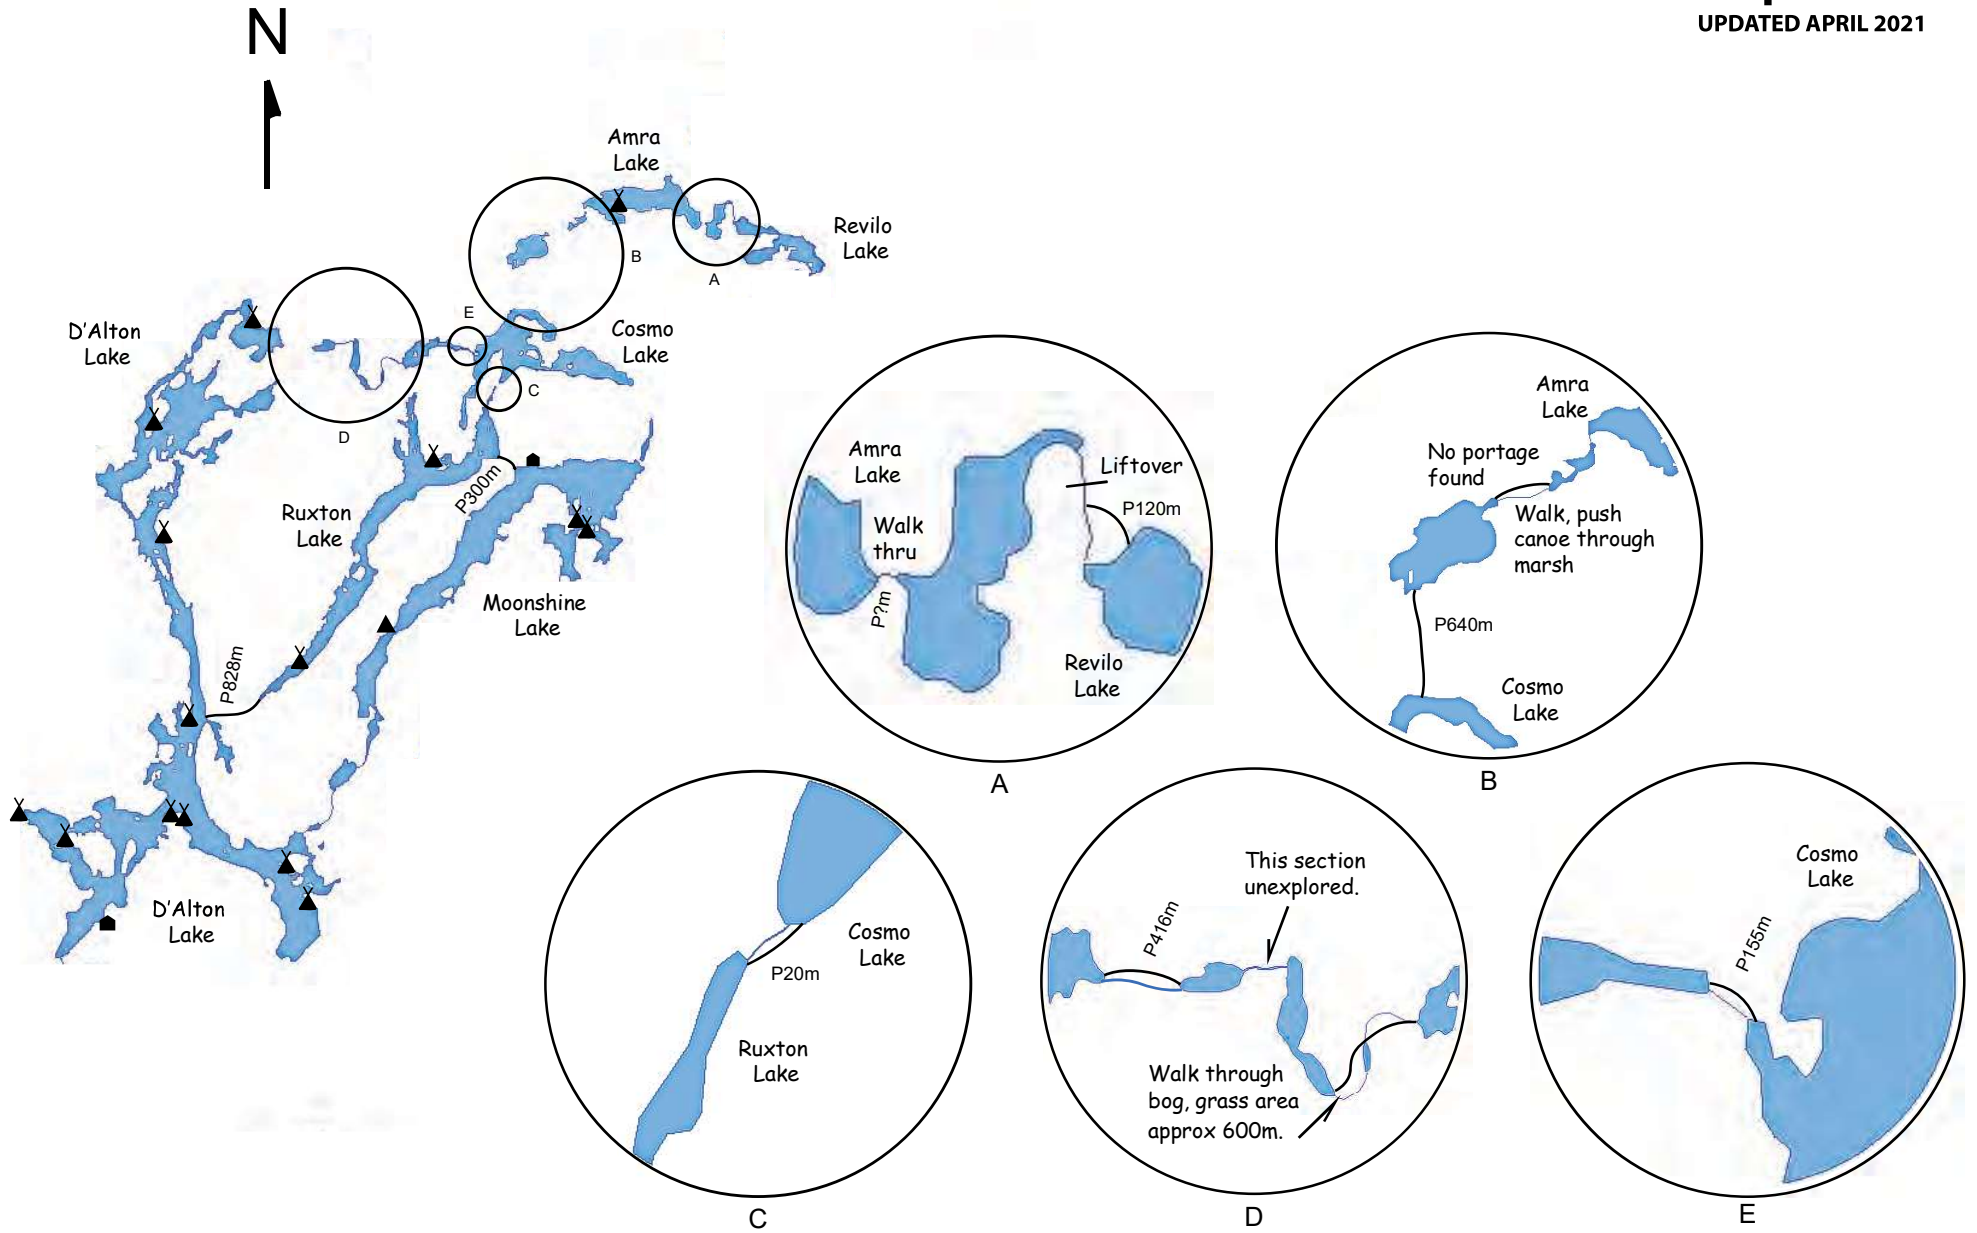 UPDATED APRIL 2021
N
Amra
Lake
Revilo
Lake
B
A
E
D'Alton
Lake
Cosmo
Lake
C
D
P300m
Ruxton
Lake
Moonshine
Lake
P828m
D'Alton
Lake
Amra
Lake
Liftover
P120m
Walk
thru
P?m
Revilo
Lake
A
Amra
Lake
No portage
found
Walk, push
canoe through
marsh
P640m
Cosmo
Lake
B
Cosmo
Lake
P20m
Ruxton
Lake
C
This section
unexplored.
P416m
Walk through
bog, grass area
approx 600m.
D
Cosmo
Lake
P155m
E